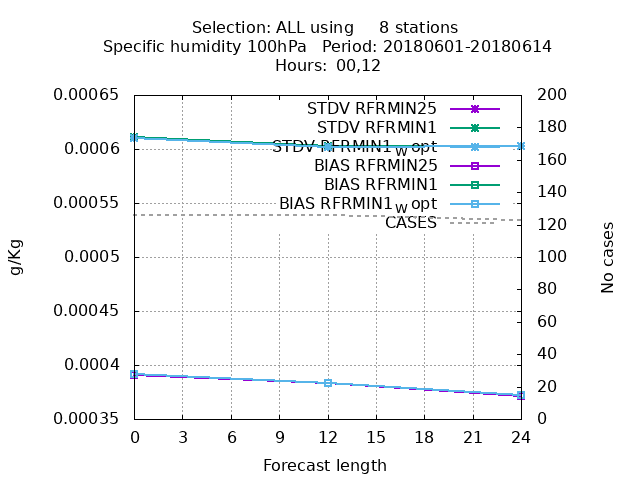 Selection: ALL using     8 stations
Specific humidity 100hPa   Period: 20180601-20180614
Hours:  00,12
0.00065
0.0006
0.00055
0.0005
0.00045
0.0004
0.00035
g/Kg
STDV RFRMIN25
STDV RFRMIN1
STDV RFRMIN1w opt
BIAS RFRMIN25
BIAS RFRMIN1
BIAS RFRMIN1w opt
CASES
200
180
160
140
120
100
80
60
40
20
0
No cases
0 3 6 9 12 15 18 21 24
Forecast length